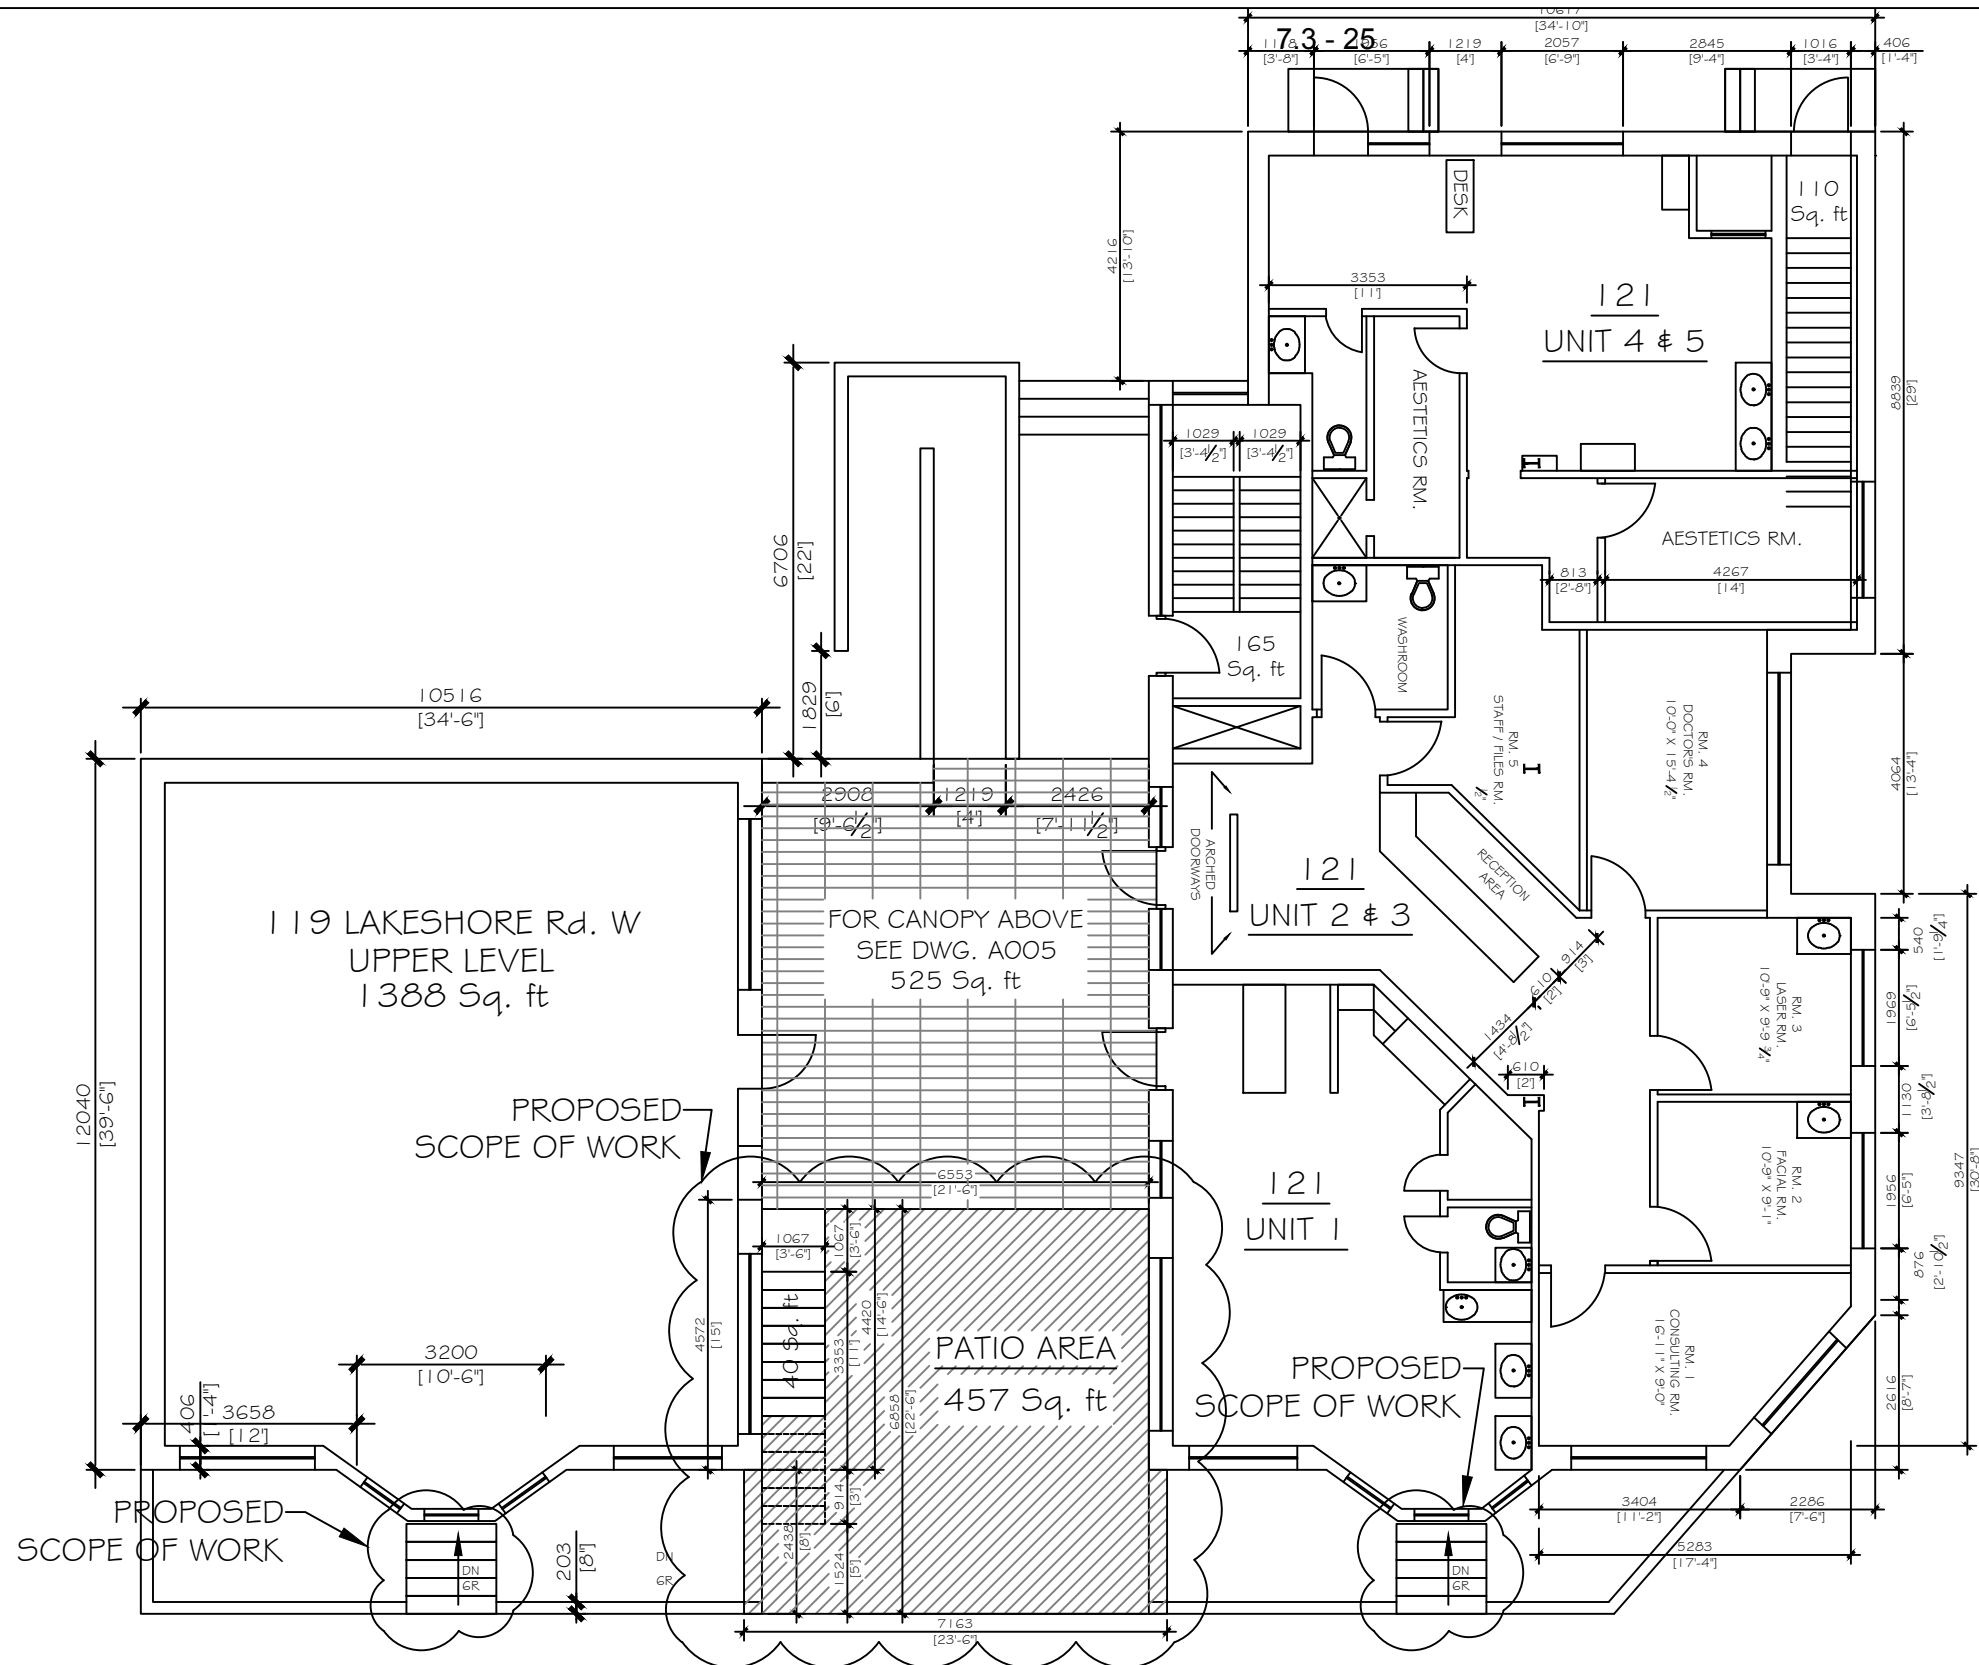 10617
[34'-10"]
7.3 - 25
1956
[6'-5"]
[3'-8"]
1219
[4']
2057
[6'-9"]
2845
[9'-4"]
1016
[3'-4"]
406
[1'-4"]
DESK
110
Sq. ft
4216
[13'-10"]
3353
[11']
121
UNIT 4 & 5
8839
[29']
AESTETICS RM.
1029
[3'-4½"]
1029
[3'-4½"]
AESTETICS RM.
813
[2'-8"]
4267
[14']
6706
[22']
1829
[6']
165
Sq. ft
WASHROOM
RM. 5
STAFF / FILES RM.
½"
RM. 4
DOCTOR'S RM.
10'-0" X 15'-4½"
4064
[13'-4"]
10516
[34'-6"]
2908
[9'-6½"]
1219
[4']
2426
[7'-11½"]
ARCHED
DOORWAYS
RECEPTION
AREA
121
UNIT 2 & 3
119 LAKESHORE Rd. W
UPPER LEVEL
1388 Sq. ft
FOR CANOPY ABOVE
SEE DWG. A005
525 Sq. ft
914
[3']
610
[2']
1434
[4'-8½"]
610
[2']
RM. 3
LASER RM.
10'-9" X 9'-9¾"
540
[1'-9¼"]
1969
[6'-5½"]
1130
[3'-8½"]
9347
[30'-8"]
12040
[39'-6"]
PROPOSED
SCOPE OF WORK
6553
[21'-6"]
121
UNIT 1
RM. 2
FACIAL RM.
10'-9" X 9'-1"
1956
[6'-5"]
876
[2'-10½"]
1067
[3'-6"]
1067
[3'-6"]
4572
[15']
40 Sq. ft
3353
[11']
4420
[14'-6"]
6858
[22'-6"]
PATIO AREA
457 Sq. ft
PROPOSED
SCOPE OF WORK
RM. 1
CONSULTING RM.
16'-11" X 9'-0"
2616
[8'-7"]
3200
[10'-6"]
406
[1'-4"]
3658
[12']
PROPOSED
SCOPE OF WORK
DN
6R
203
[8"]
DN
6R
2438
[8']
914
[3']
1524
[5']
DN
6R
3404
[11'-2"]
2286
[7'-6"]
5283
[17'-4"]
7163
[23'-6"]